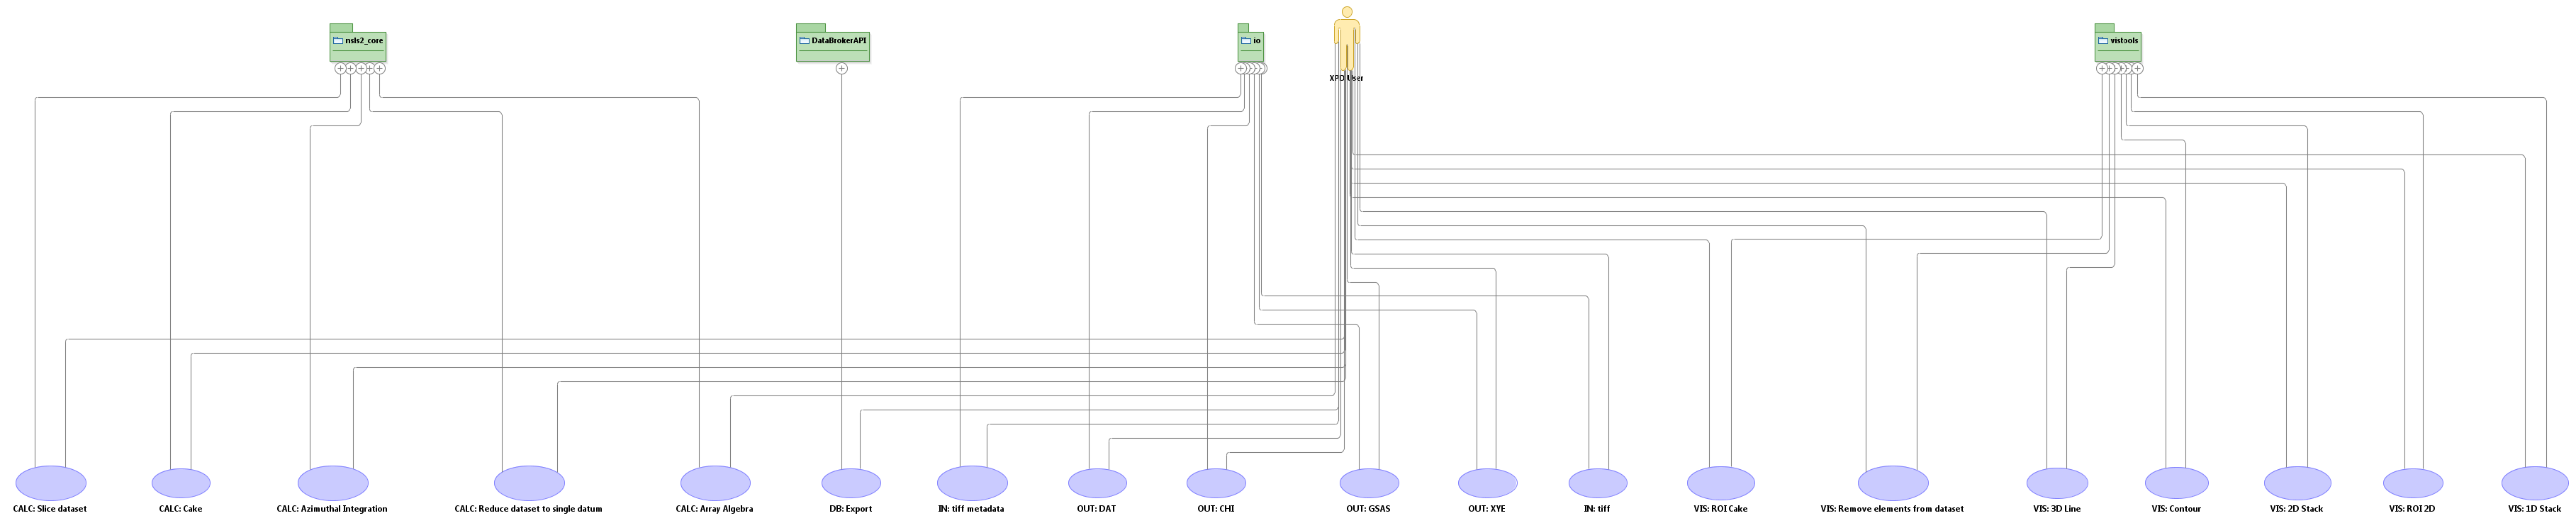 nsls2_core
DataBrokerAPI
io
vistools
XPD User
CALC: Slice dataset
CALC: Cake
CALC: Azimuthal Integration
CALC: Reduce dataset to single datum
CALC: Array Algebra
DB: Export
IN: tiff metadata
OUT: DAT
OUT: CHI
OUT: GSAS
OUT: XYE
IN: tiff
VIS: ROI Cake
VIS: Remove elements from dataset
VIS: 3D Line
VIS: Contour
VIS: 2D Stack
VIS: ROI 2D
VIS: 1D Stack